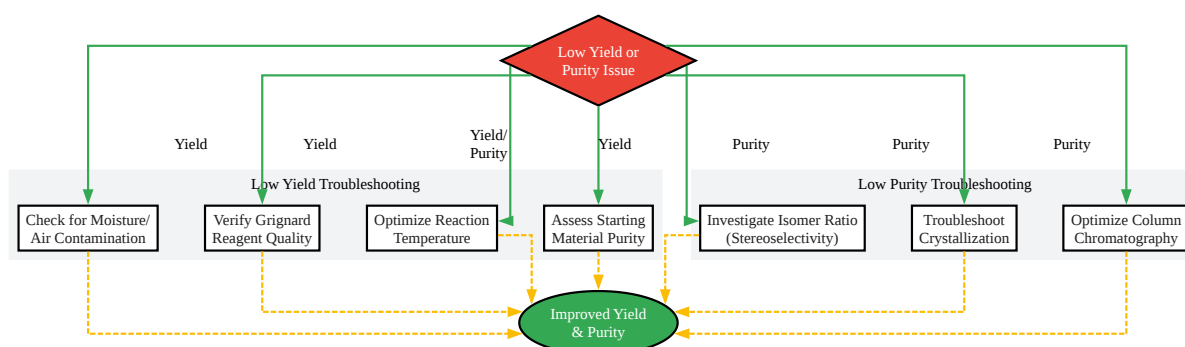 Low Yield or
Purity Issue
Yield
Yield
Yield/
Purity
Yield
Purity
Purity
Purity
Low Yield Troubleshooting
Low Purity Troubleshooting
Check for Moisture/
Air Contamination
Verify Grignard
Reagent Quality
Optimize Reaction
Temperature
Assess Starting
Material Purity
Investigate Isomer Ratio
(Stereoselectivity)
Troubleshoot
Crystallization
Optimize Column
Chromatography
Improved Yield
& Purity